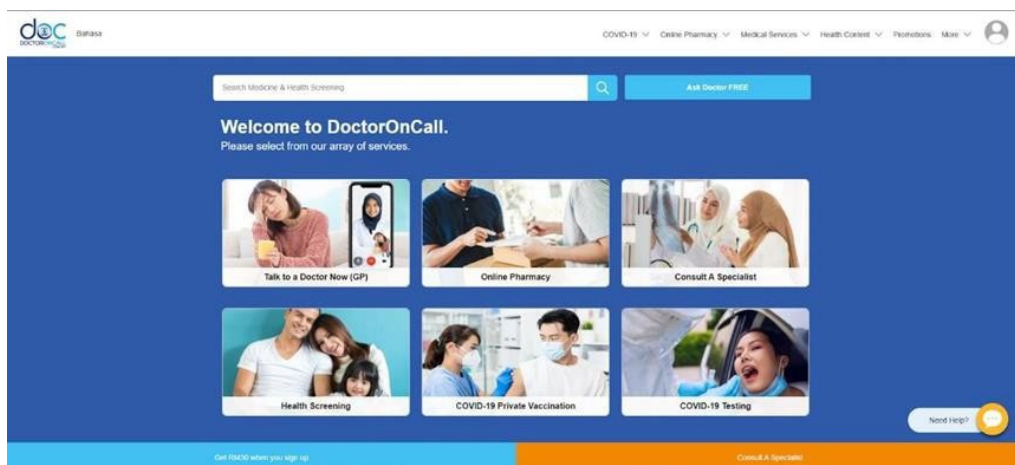 doc
DOCTORONCALL
Bahasa
COVID-19
Online Pharmacy
Medical Services
Health Content
Promotions
More
Search Medicine & Health Screening
Ask Doctor FREE
Welcome to DoctorOnCall.
Please select from our array of services.
Talk to a Doctor Now (GP)
Online Pharmacy
Consult A Specialist
Health Screening
COVID-19 Private Vaccination
COVID-19 Testing
Need Help?
Get RM30 when you sign up
Consult A Specialist